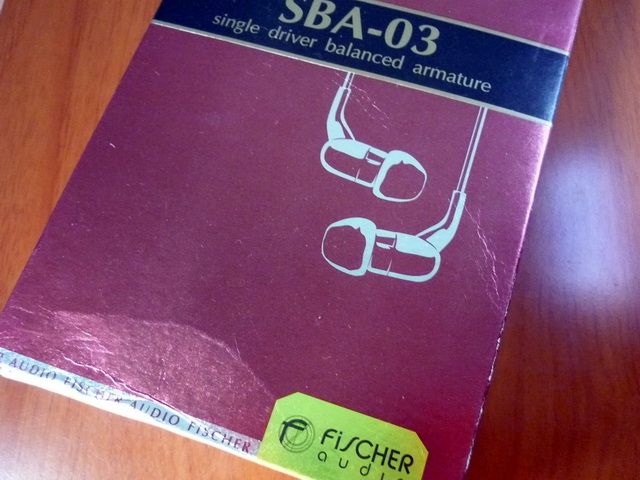 SBA-03
single driver balanced armature
AUDIO FISCHER AUDIO FISCHER
FiSCHER
audio